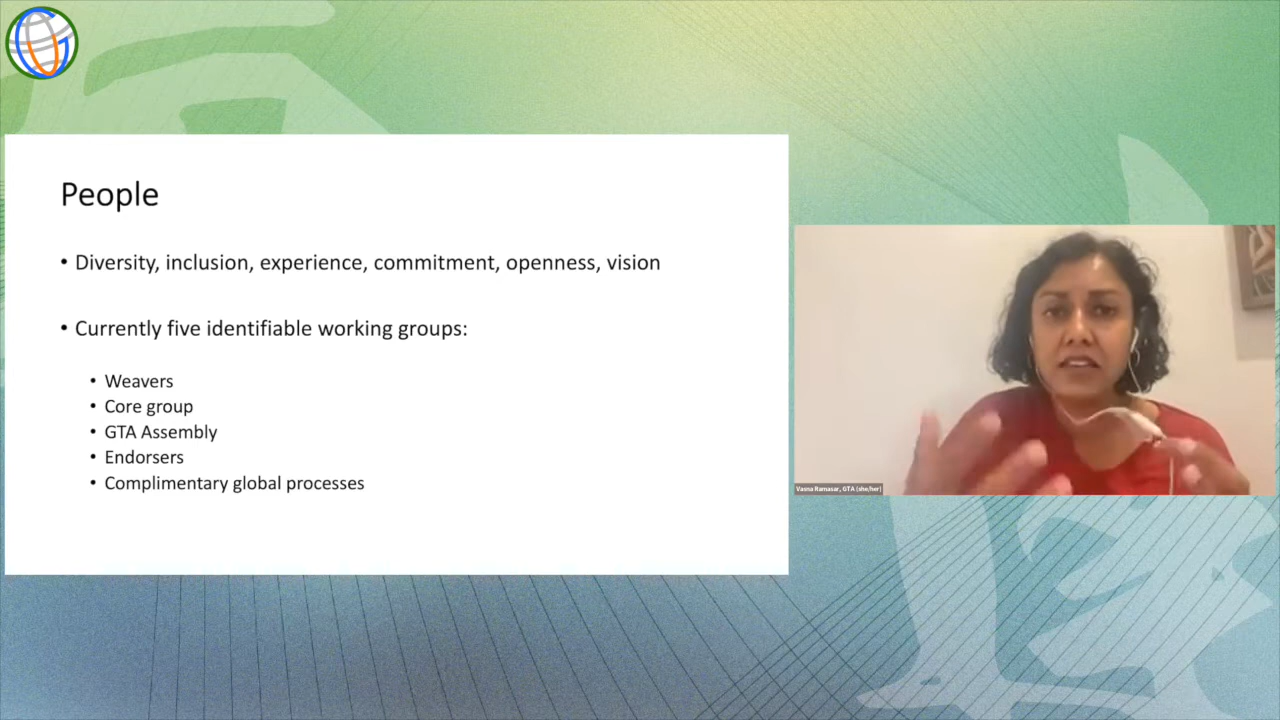 People
• Diversity, inclusion, experience, commitment, openness, vision
• Currently five identifiable working groups:
• Weavers
• Core group
• GTA Assembly
• Endorsers
• Complimentary global processes
Vasna Ramasar, GTA (she/her)